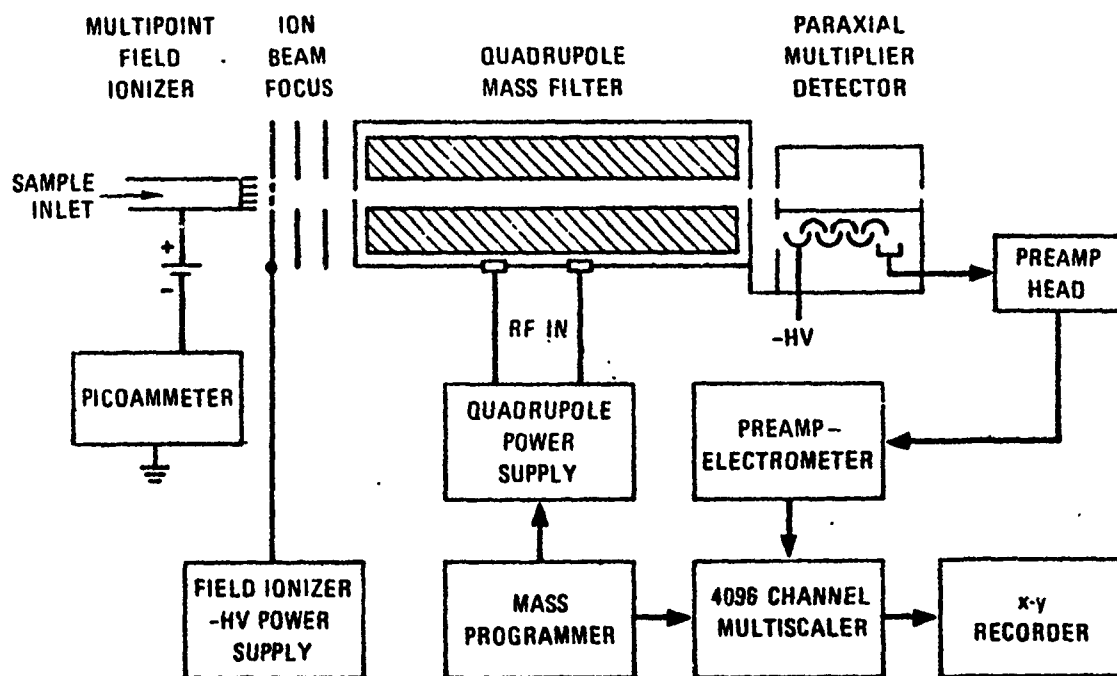 MULTIPOINT
FIELD
IONIZER
ION
BEAM
FOCUS
QUADRUPOLE
MASS FILTER
PARAXIAL
MULTIPLIER
DETECTOR
SAMPLE
INLET
+
-
PICOAMMETER
RF IN
-HV
PREAMP
HEAD
QUADRUPOLE
POWER
SUPPLY
PREAMP-
ELECTROMETER
FIELD IONIZER
-HV POWER
SUPPLY
MASS
PROGRAMMER
4096 CHANNEL
MULTISCALER
x-y
RECORDER